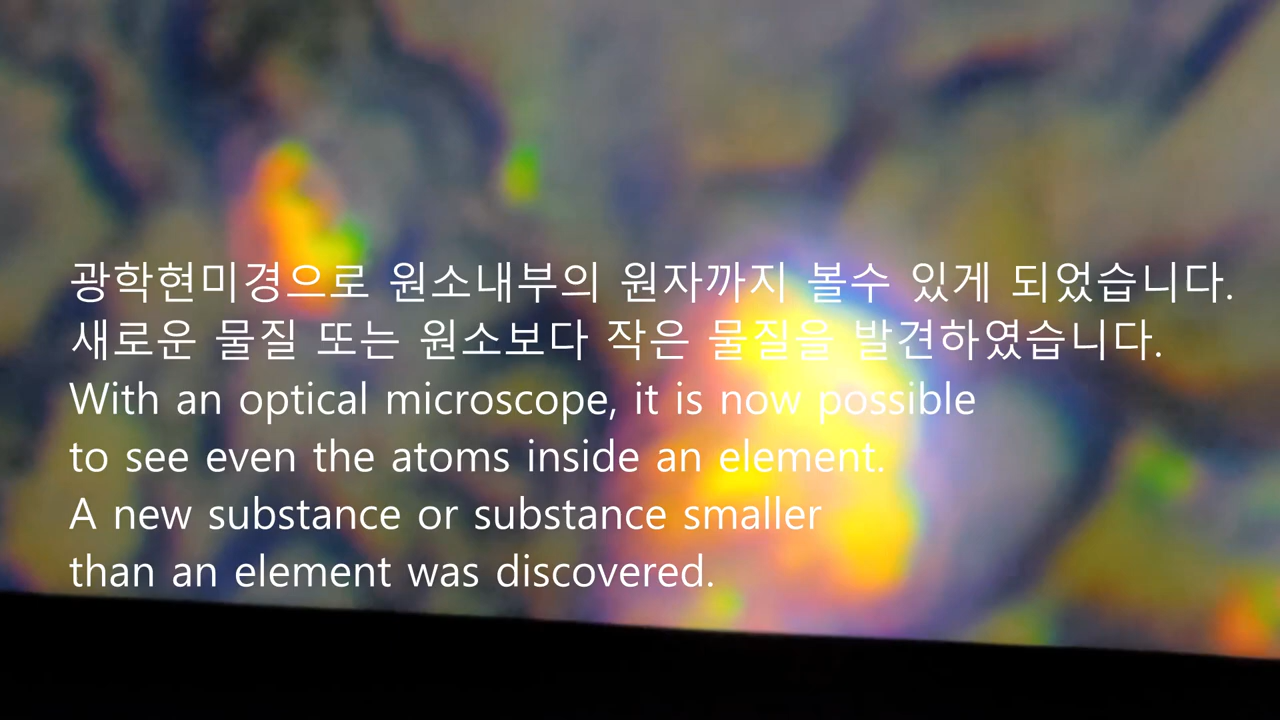 광학현미경으로 원소내부의 원자까지 볼수 있게 되었습니다.
새로운 물질 또는 원소보다 작은 물질을 발견하였습니다.
With an optical microscope, it is now possible
to see even the atoms inside an element.
A new substance or substance smaller
than an element was discovered.